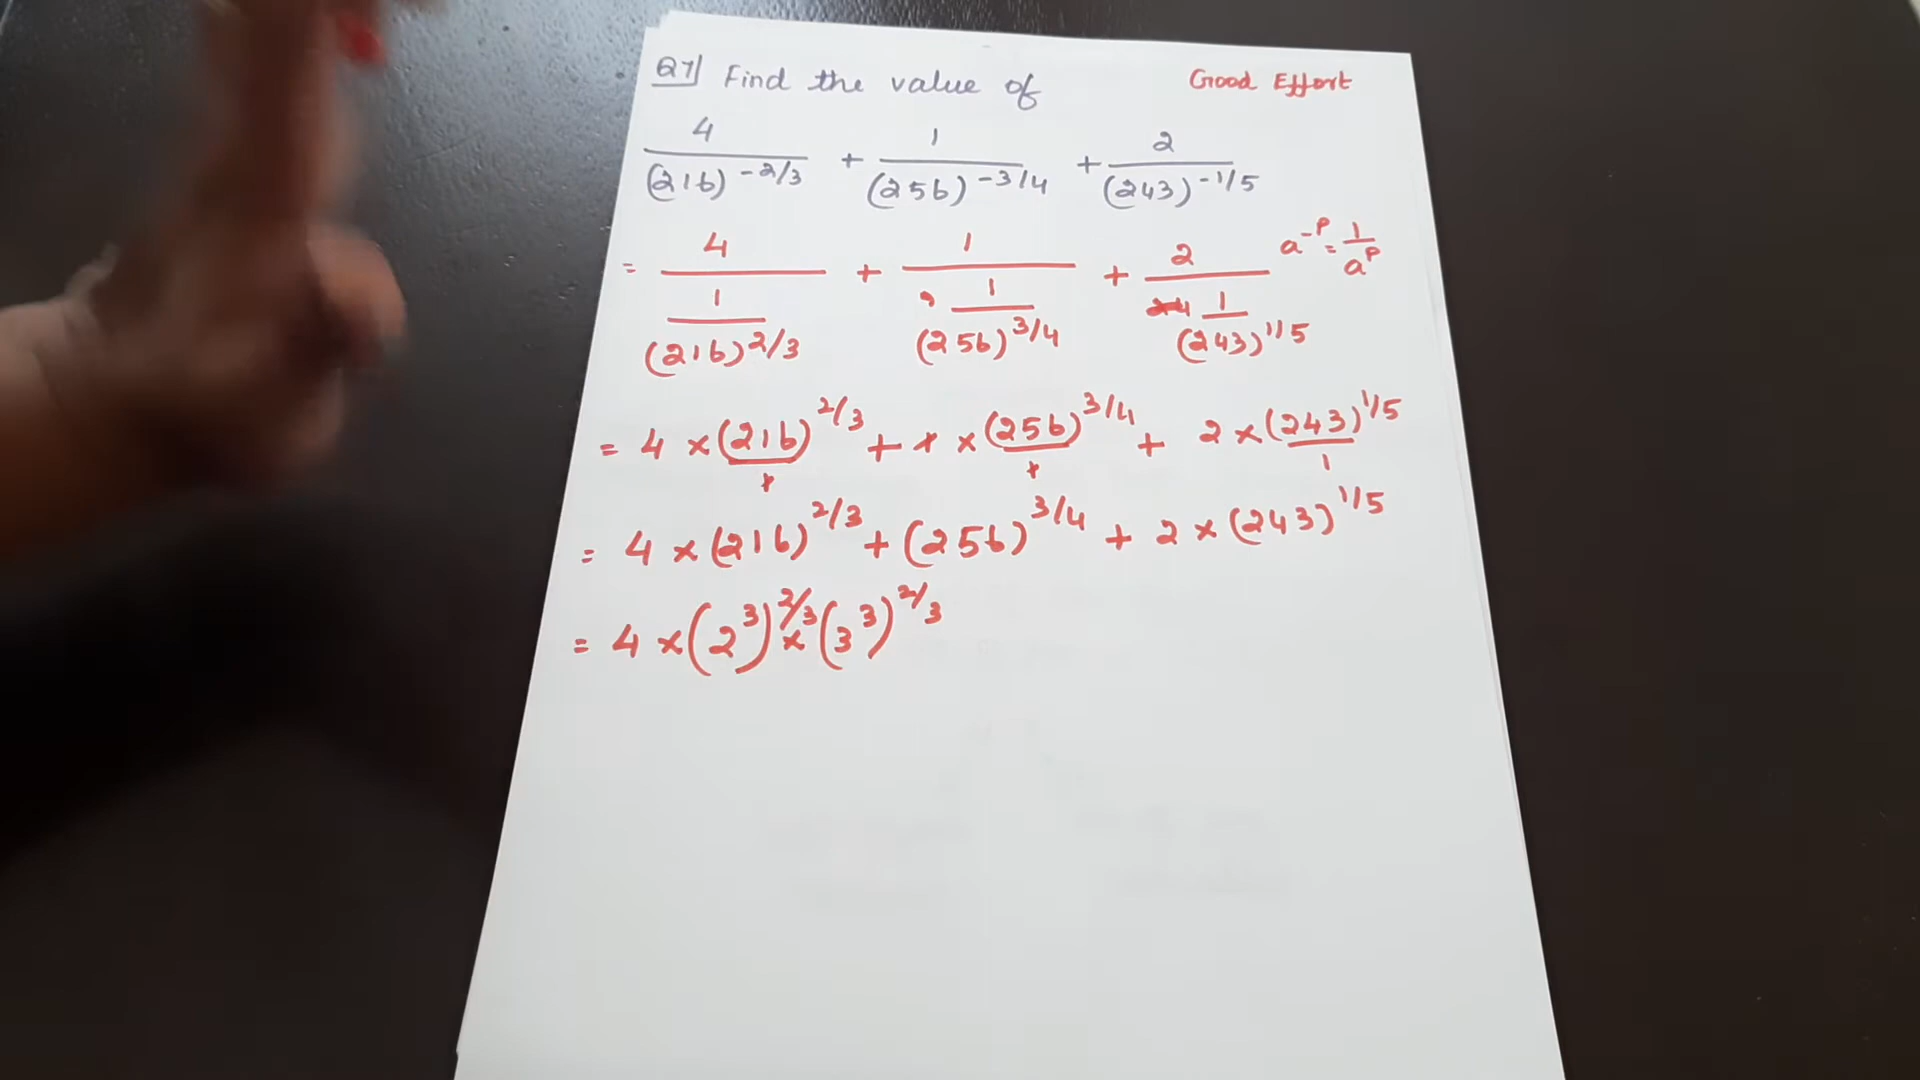 Q7| Find the value of Good Effort
4/(216)^-2/3 + 1/(256)^-3/4 + 2/(243)^-1/5
= 4/(1/(216)^2/3) + 1/(1/(256)^3/4) + 2/(1/(243)^1/5) a^-P = 1/a^P
= 4 × (216)^2/3/1 + 1 × (256)^3/4/1 + 2 × (243)^1/5/1
= 4 × (216)^2/3 + (256)^3/4 + 2 × (243)^1/5
= 4 × (2^3)^2/3 × (3^3)^2/3